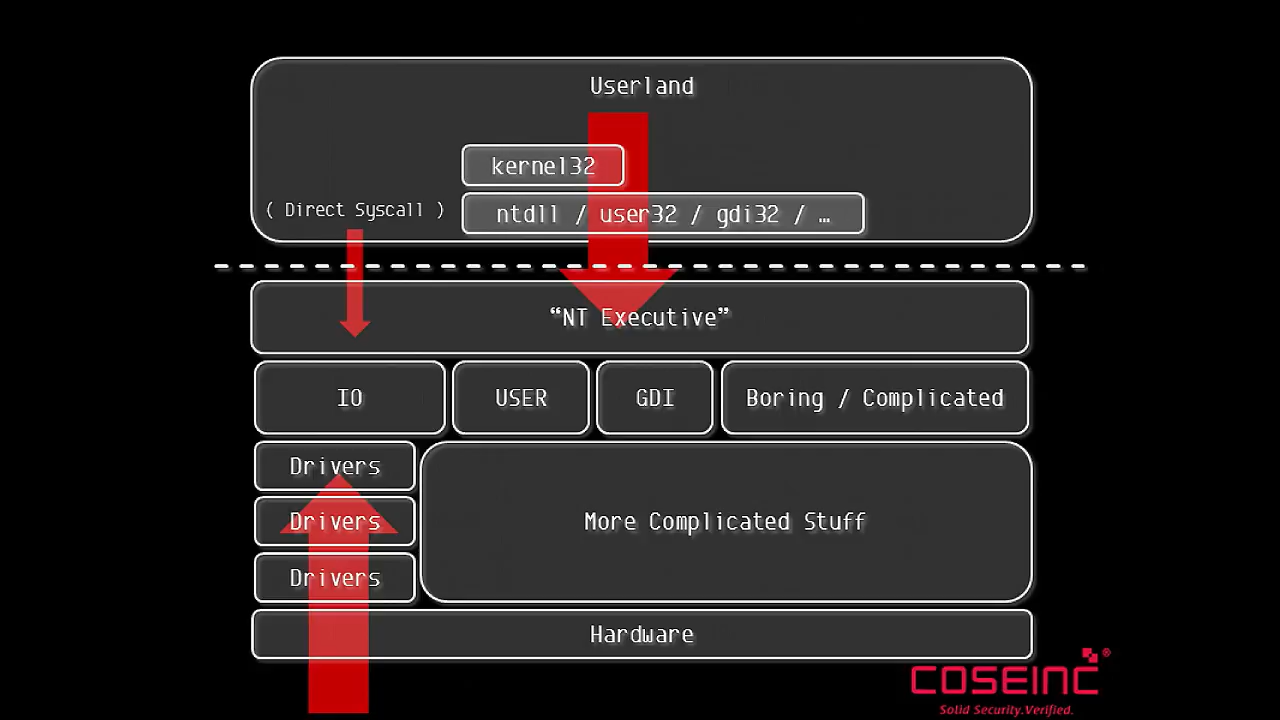 Userland
kernel32
( Direct Syscall )
ntdll / user32 / gdi32 / …
“NT Executive”
IO
USER
GDI
Boring / Complicated
Drivers
Drivers
More Complicated Stuff
Drivers
Hardware
COSEINC®
Solid Security.Verified.